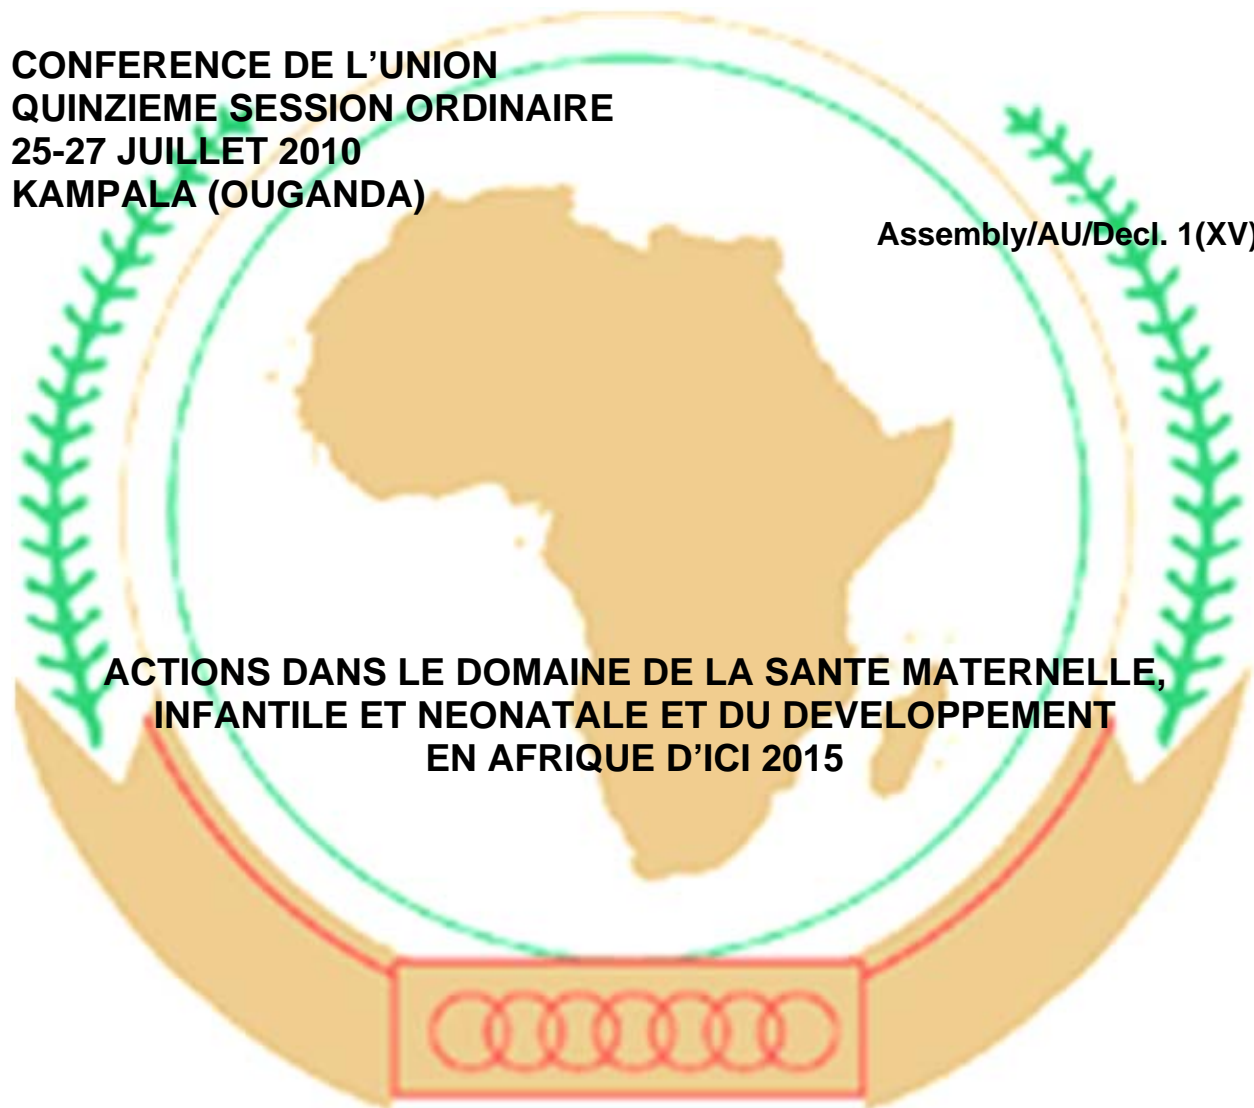 CONFERENCE DE L’UNION
QUINZIEME SESSION ORDINAIRE
25-27 JUILLET 2010
KAMPALA (OUGANDA)
Assembly/AU/Decl. 1(XV)
ACTIONS DANS LE DOMAINE DE LA SANTE MATERNELLE,
INFANTILE ET NEONATALE ET DU DEVELOPPEMENT
EN AFRIQUE D’ICI 2015